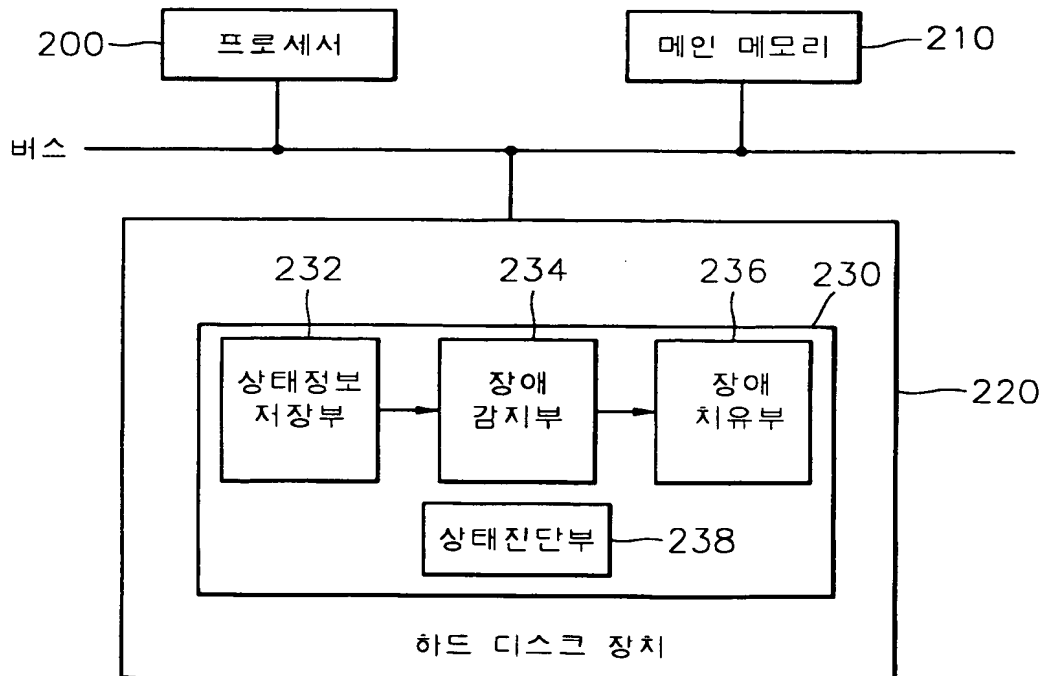 200 프로세서 메인 메모리 210
버스
232 234 236 230
상태정보 장애 장애
저장부 감지부 치유부
220
상태진단부 238
하드 디스크 장치